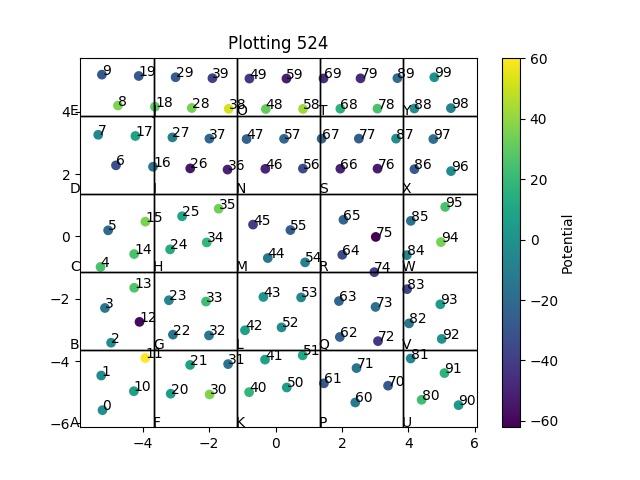 Plotting 524
9 19 29 39 49 59 69 79 89 99
8 18 28 38 48 58 68 78 88 98
E J O T Y
7 17 27 37 47 57 67 77 87 97
6 16 26 36 46 56 66 76 86 96
D I N S X
5 15 25 35 45 55 65 75 85 95
4 14 24 34 44 54 64 74 84 94
C H M R W
3 13 23 33 43 53 63 73 83 93
2 12 22 32 42 52 62 72 82 92
B G L Q V
1 11 21 31 41 51 61 71 81 91
0 10 20 30 40 50 60 70 80 90
A F K P U
4
2
0
−2
−4
−6
−4 −2 0 2 4 6
60
40
20
0
−20
−40
−60
Potential